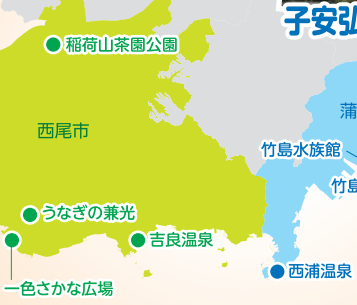 子安弘
稲荷山茶園公園
西尾市
蒲
竹島水族館
竹島
うなぎの兼光
吉良温泉
西浦温泉
一色さかな広場